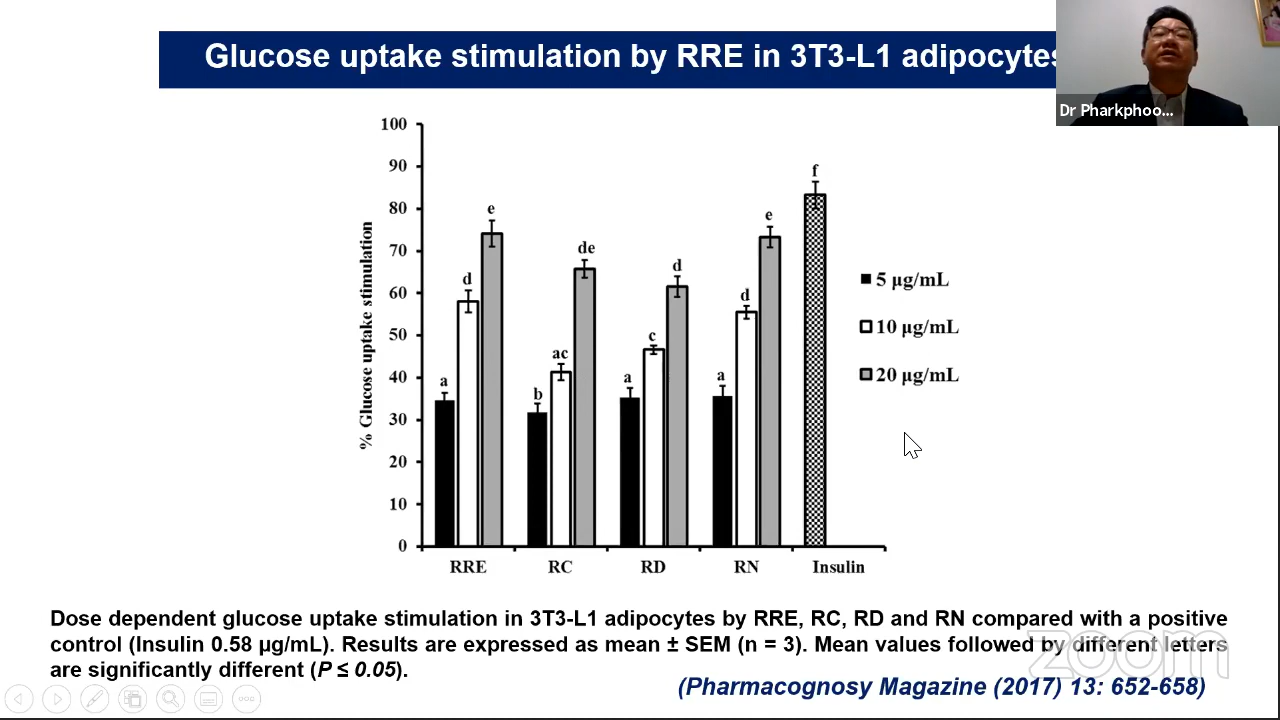 Glucose uptake stimulation by RRE in 3T3-L1 adipocytes
Dr Pharkphoo...
100
90
80
70
60
50
40
30
20
10
0
% Glucose uptake stimulation
a
d
e
b
ac
de
a
c
d
a
d
e
f
RRE
RC
RD
RN
Insulin
5 µg/mL
10 µg/mL
20 µg/mL
Dose dependent glucose uptake stimulation in 3T3-L1 adipocytes by RRE, RC, RD and RN compared with a positive
control (Insulin 0.58 µg/mL). Results are expressed as mean ± SEM (n = 3). Mean values followed by different letters
are significantly different (P ≤ 0.05).
zoom
(Pharmacognosy Magazine (2017) 13: 652-658)